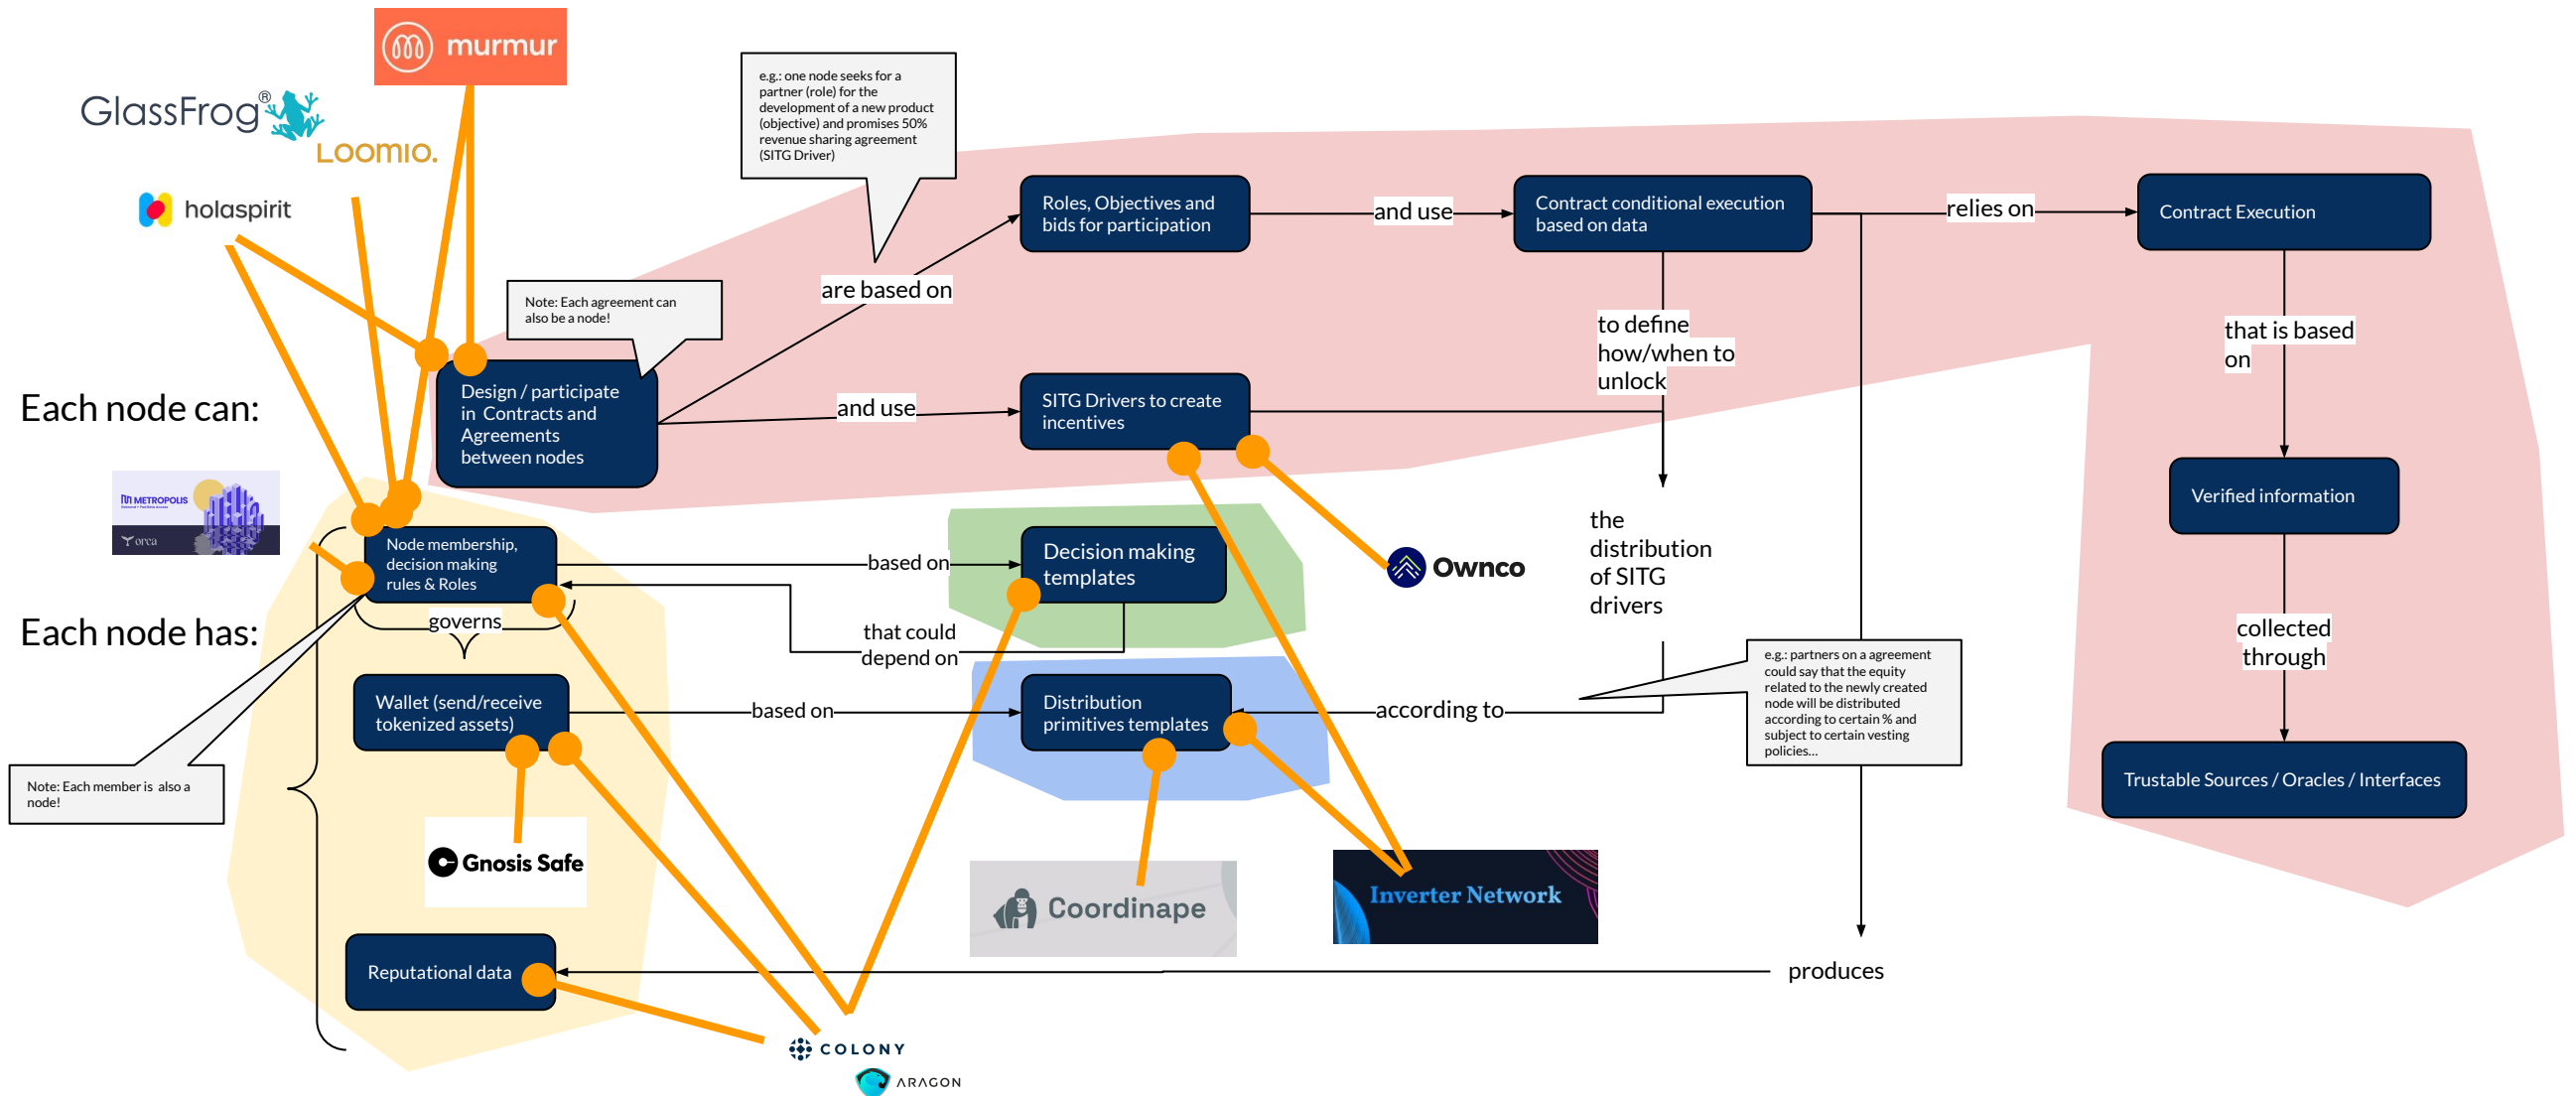 murmur
GlassFrog®
LOOMIO.
holaspirit
e.g.: one node seeks for a
partner (role) for the
development of a new product
(objective) and promises 50%
revenue sharing agreement
(SITG Driver)
Note: Each agreement can
also be a node!
are based on
Roles, Objectives and
bids for participation
and use
Contract conditional execution
based on data
relies on
Contract Execution
to define
how/when to
unlock
that is based
on
Each node can:
Design / participate
in Contracts and
Agreements
between nodes
and use
SITG Drivers to create
incentives
METROPOLIS
orca
Verified information
the
distribution
of SITG
drivers
Ownco
Node membership,
decision making
rules & Roles
based on
Decision making
templates
Each node has:
governs
that could
depend on
collected
through
e.g.: partners on a agreement
could say that the equity
related to the newly created
node will be distributed
according to certain % and
subject to certain vesting
policies...
Wallet (send/receive
tokenized assets)
based on
Distribution
primitives templates
according to
Note: Each member is also a
node!
Trustable Sources / Oracles / Interfaces
Gnosis Safe
Coordinape
Inverter Network
Reputational data
produces
COLONY
ARAGON